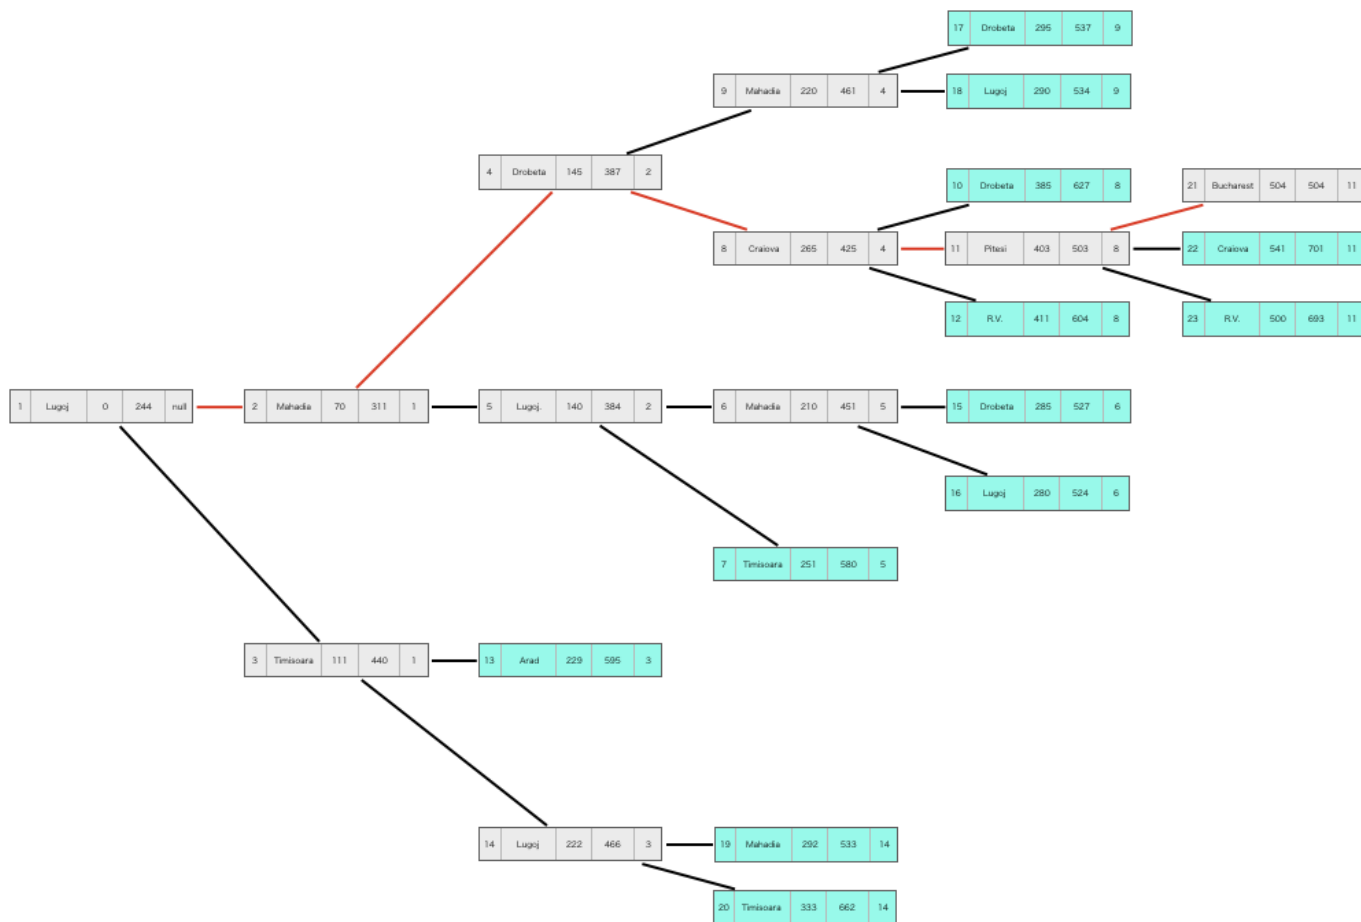 17 Drobeta 295 537 9
9 Mahadia 220 461 4
18 Lugoj 290 534 9
4 Drobeta 145 387 2
10 Drobeta 385 627 8
21 Bucharest 504 504 11
8 Craiova 265 425 4
11 Pitesi 403 503 8
22 Craiova 541 701 11
12 R.V. 411 604 8
23 R.V. 500 693 11
1 Lugoj 0 244 null
2 Mahadia 70 311 1
5 Lugoj. 140 384 2
6 Mahadia 210 451 5
15 Drobeta 285 527 6
16 Lugoj 280 524 6
7 Timisoara 251 580 5
3 Timisoara 111 440 1
13 Arad 229 595 3
14 Lugoj 222 466 3
19 Mahadia 292 533 14
20 Timisoara 333 662 14